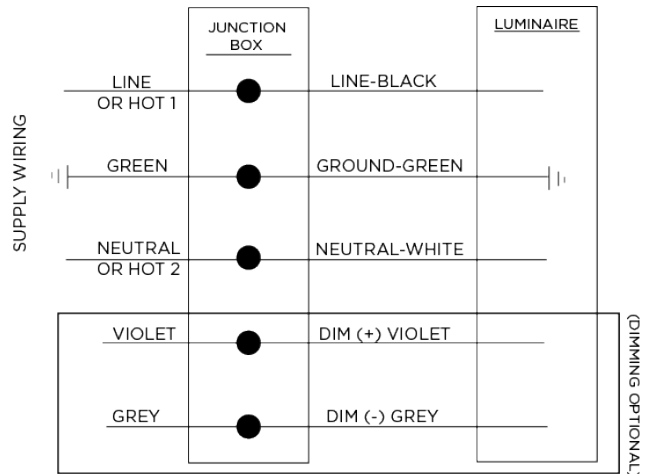 JUNCTION
BOX
LUMINAIRE
SUPPLY WIRING
LINE
OR HOT 1
LINE-BLACK
GREEN
GROUND-GREEN
NEUTRAL
OR HOT 2
NEUTRAL-WHITE
VIOLET
DIM (+) VIOLET
GREY
DIM (-) GREY
(DIMMING OPTIONAL)